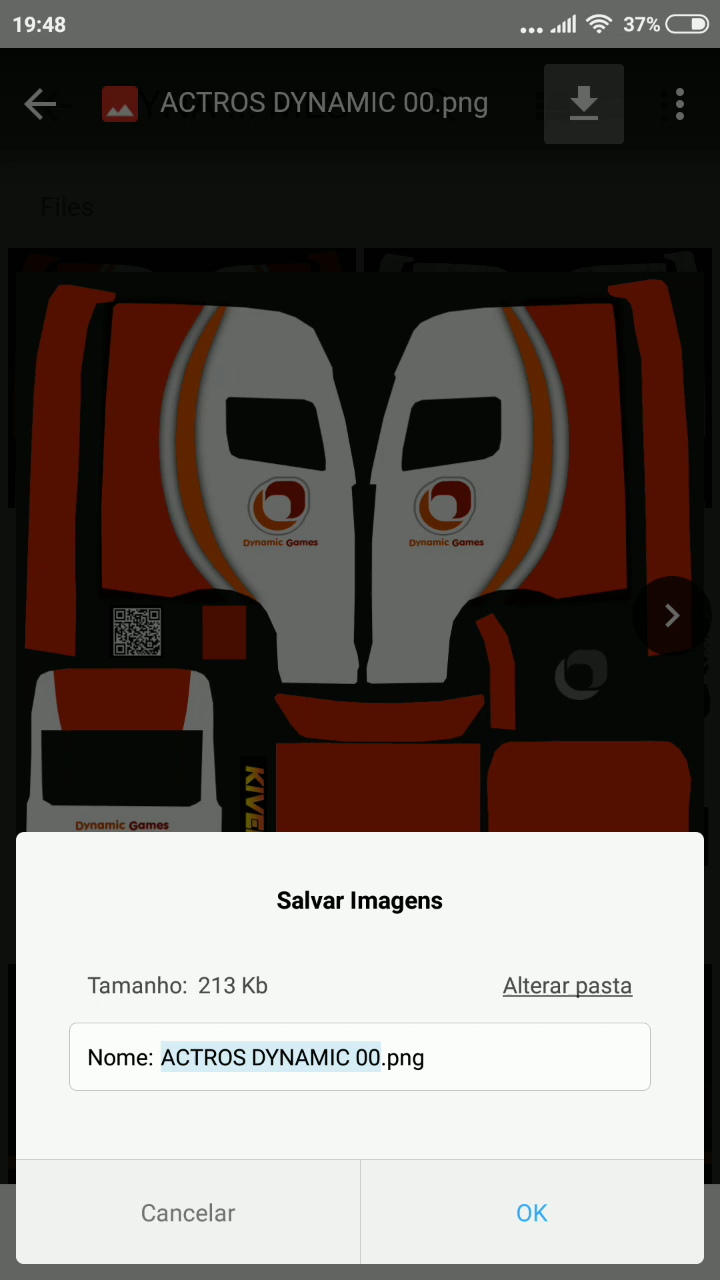 19:48
37%
ACTROS DYNAMIC 00.png
Files
Dynamic Games
Dynamic Games
Dynamic Games
Salvar Imagens
Tamanho: 213 Kb
Alterar pasta
Nome: ACTROS DYNAMIC 00.png
Cancelar
OK